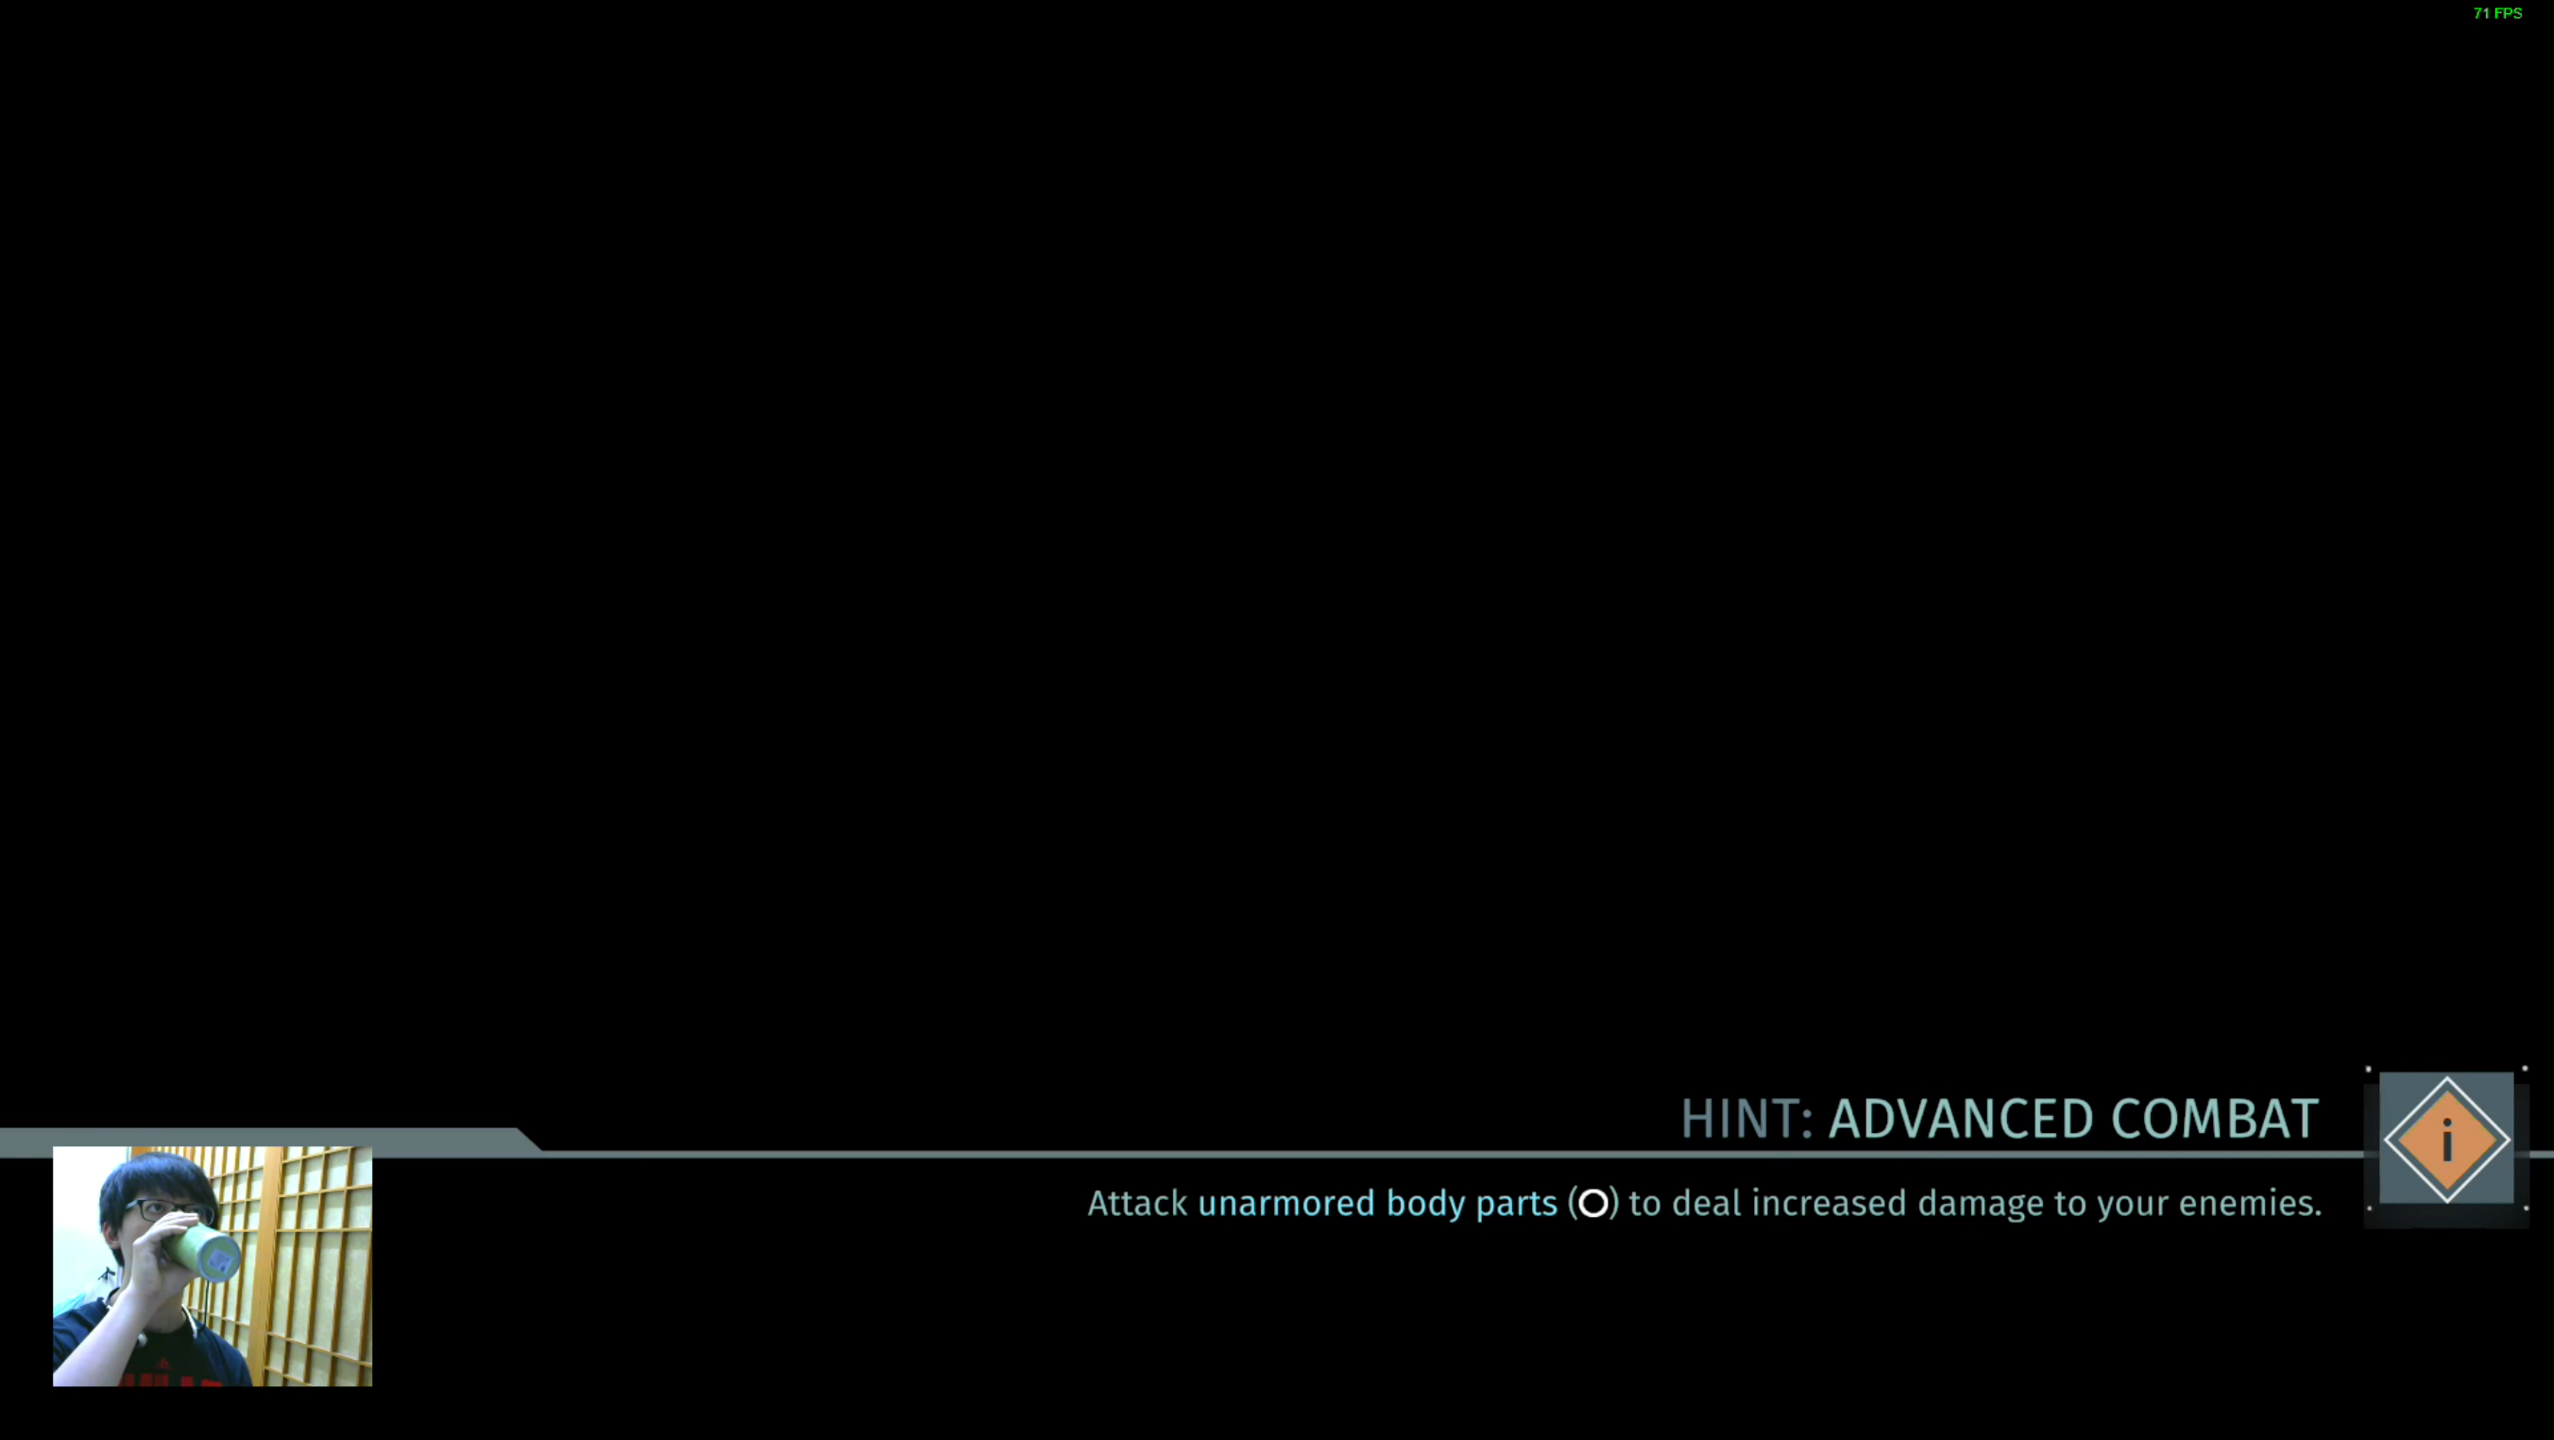 71 FPS
HINT: ADVANCED COMBAT
Attack unarmored body parts (O) to deal increased damage to your enemies.